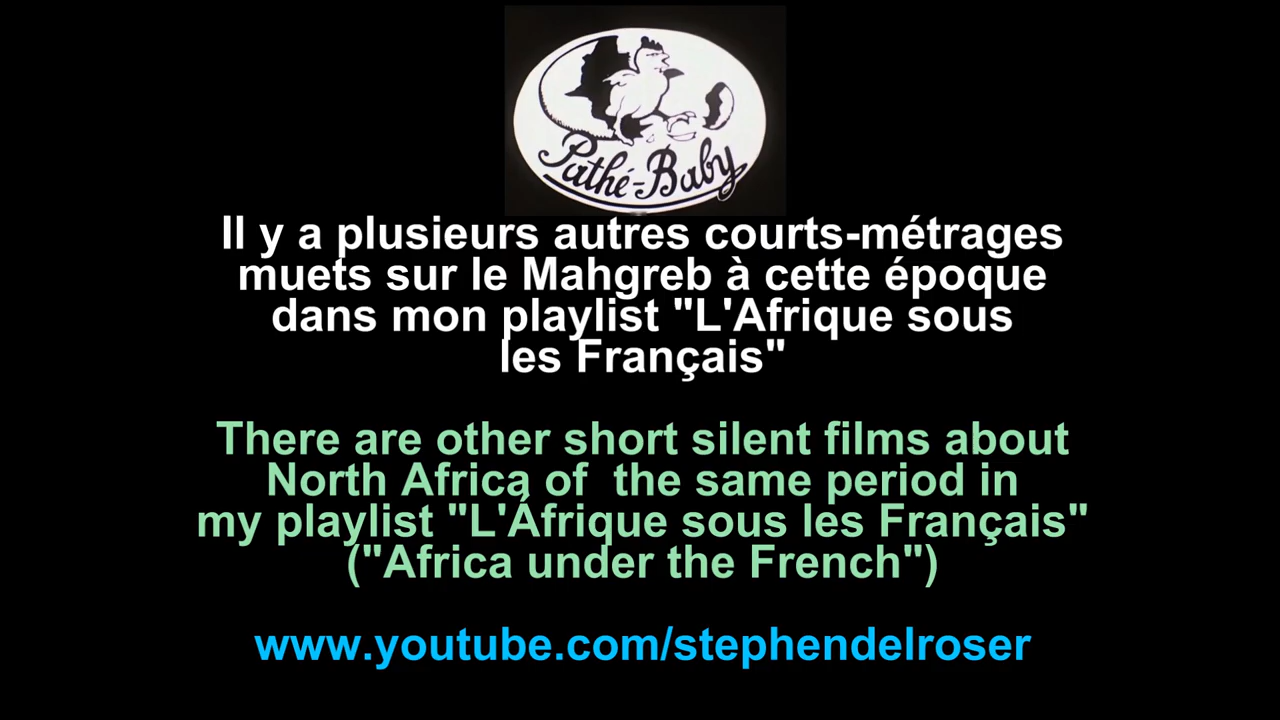 Pathé-Baby
Il y a plusieurs autres courts-métrages
muets sur le Mahgreb à cette époque
dans mon playlist "L'Afrique sous
les Français"
There are other short silent films about
North Africa of  the same period in
my playlist "L'Áfrique sous les Français"
("Africa under the French")
www.youtube.com/stephendelroser